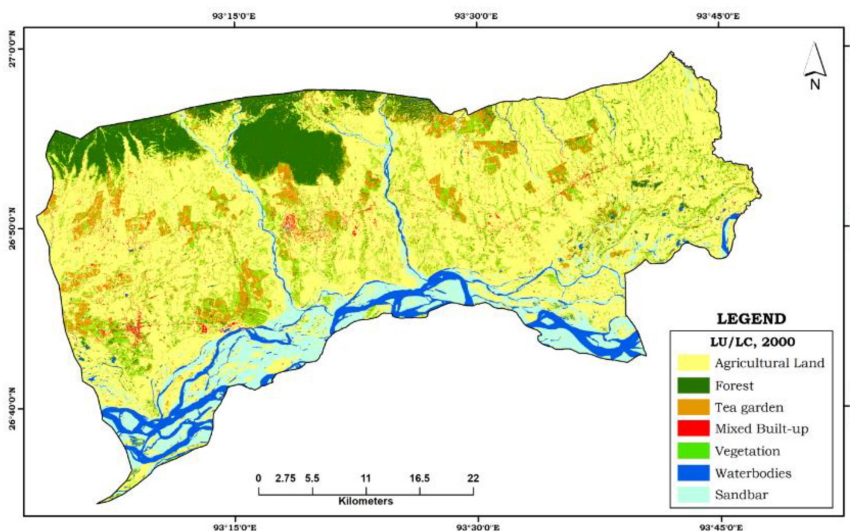 93°15'0"E 93°30'0"E 93°45'0"E
27°0'0"N
N
26°50'0"N
26°40'0"N
LEGEND
LU/LC, 2000
Agricultural Land
Forest
Tea garden
Mixed Built-up
Vegetation
Waterbodies
Sandbar
0 2.75 5.5 11 16.5 22
Kilometers
93°15'0"E 93°30'0"E 93°45'0"E